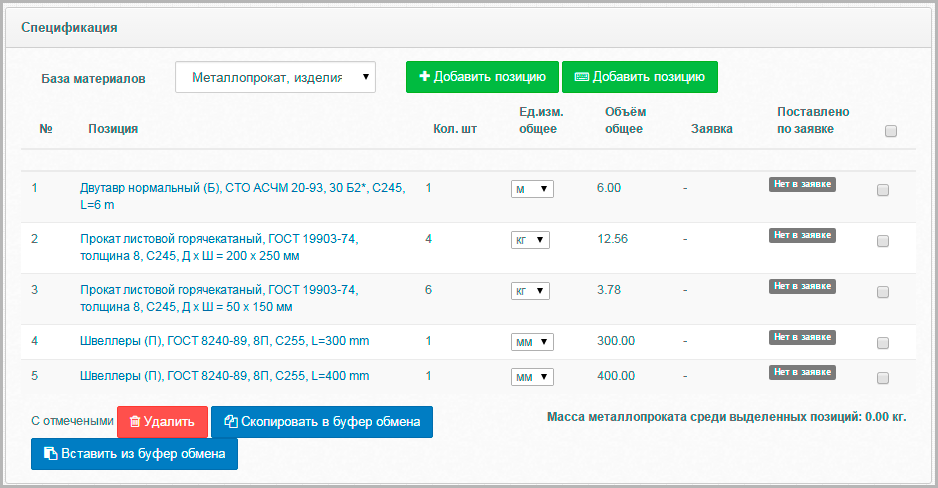 Спецификация
База материалов Металлопрокат, изделия Добавить позицию Добавить позицию
№ Позиция Кол. шт Ед.изм. общее Объём общее Заявка Поставлено по заявке
1 Двутавр нормальный (Б), СТО АСЧМ 20-93, 30 Б2*, С245, 1 м 6.00 - Нет в заявке
L=6 m
2 Прокат листовой горячекатаный, ГОСТ 19903-74, 4 кг 12.56 - Нет в заявке
толщина 8, С245, Д х Ш = 200 х 250 мм
3 Прокат листовой горячекатаный, ГОСТ 19903-74, 6 кг 3.78 - Нет в заявке
толщина 8, С245, Д х Ш = 50 х 150 мм
4 Швеллеры (П), ГОСТ 8240-89, 8П, С255, L=300 mm 1 мм 300.00 - Нет в заявке
5 Швеллеры (П), ГОСТ 8240-89, 8П, С255, L=400 mm 1 мм 400.00 - Нет в заявке
С отмечеными Удалить Скопировать в буфер обмена Масса металлопроката среди выделенных позиций: 0.00 кг.
Вставить из буфер обмена